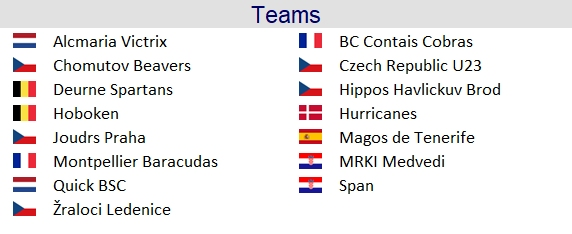 Teams
Alcmaria Victrix
Chomutov Beavers
Deurne Spartans
Hoboken
Joudrs Praha
Montpellier Baracudas
Quick BSC
Žraloci Ledenice
BC Contais Cobras
Czech Republic U23
Hippos Havlickuv Brod
Hurricanes
Magos de Tenerife
MRKI Medvedi
Span